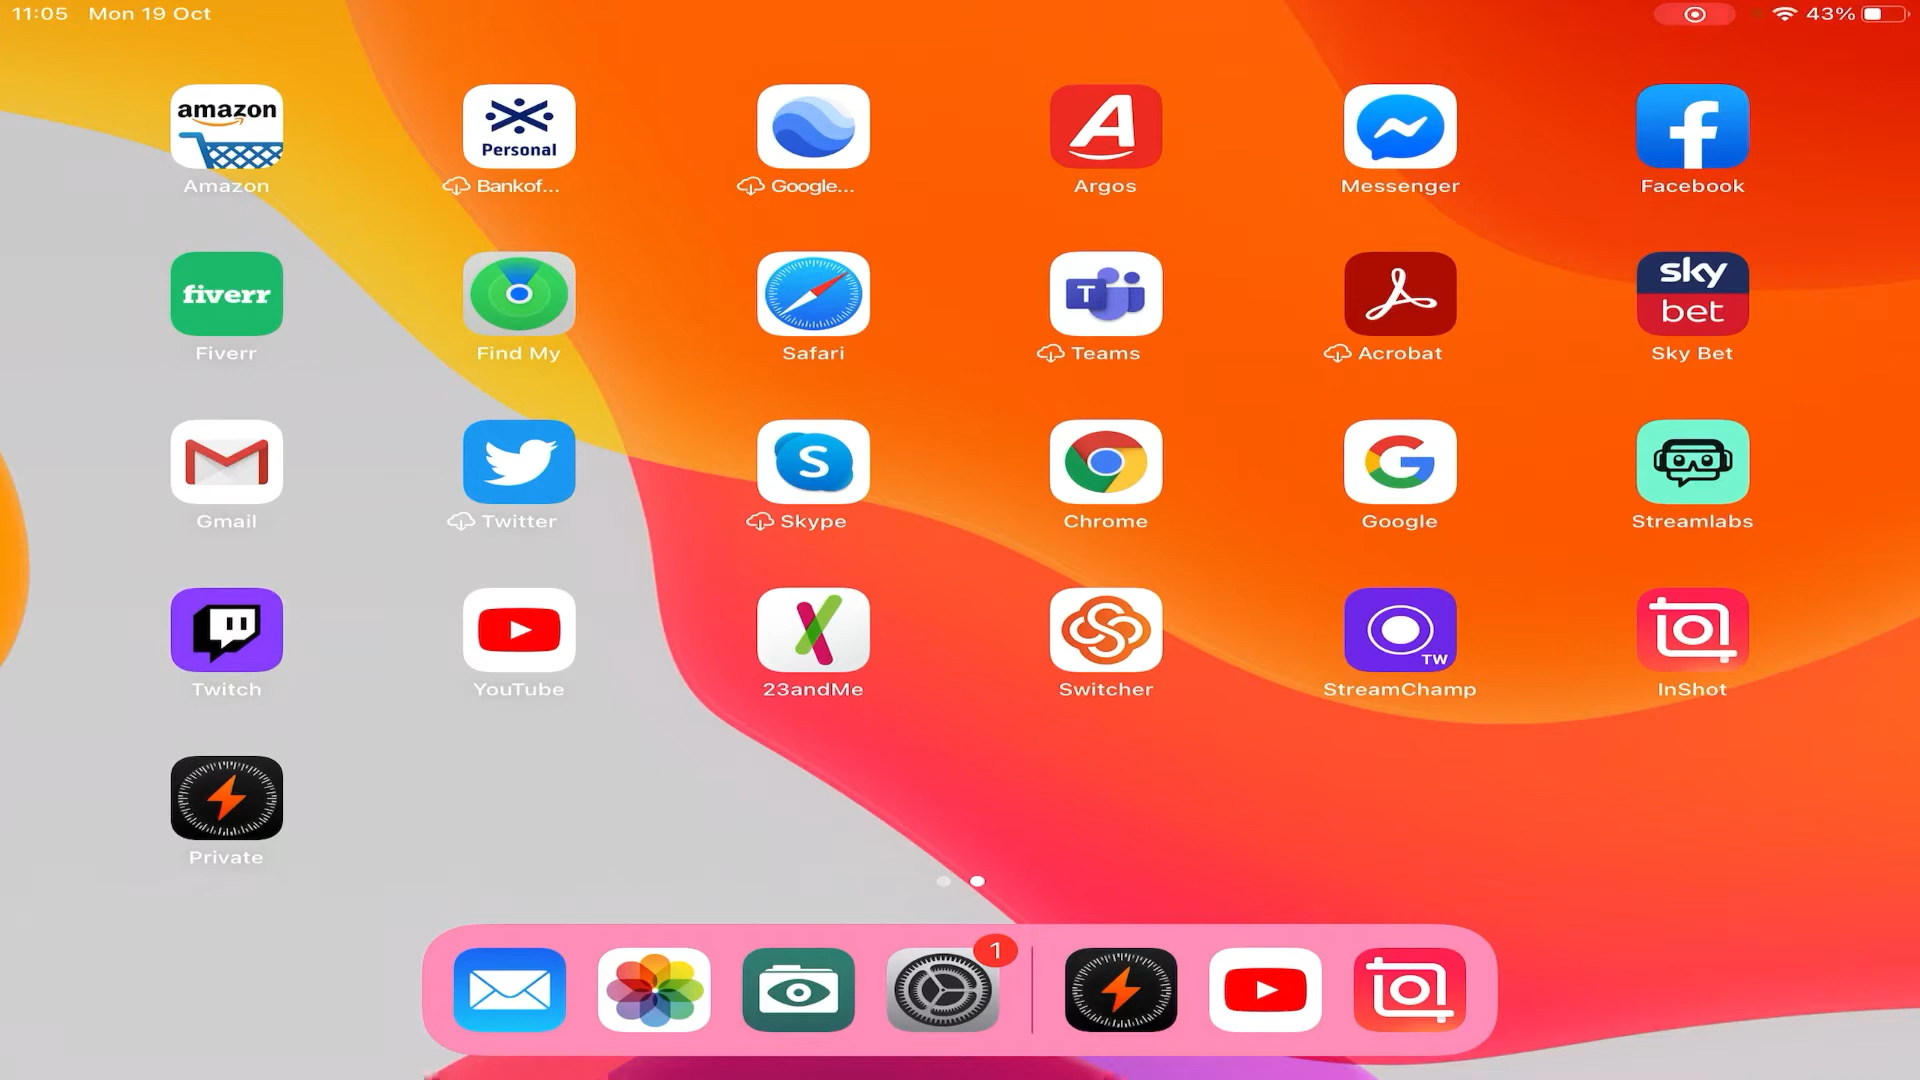 11:05 Mon 19 Oct
43%
amazon
Personal
A
f
Amazon
Bankof...
Google...
Argos
Messenger
Facebook
fiverr
T
sky
bet
Fiverr
Find My
Safari
Teams
Acrobat
Sky Bet
S
G
Gmail
Twitter
Skype
Chrome
Google
Streamlabs
TW
Twitch
YouTube
23andMe
Switcher
StreamChamp
InShot
Private
1